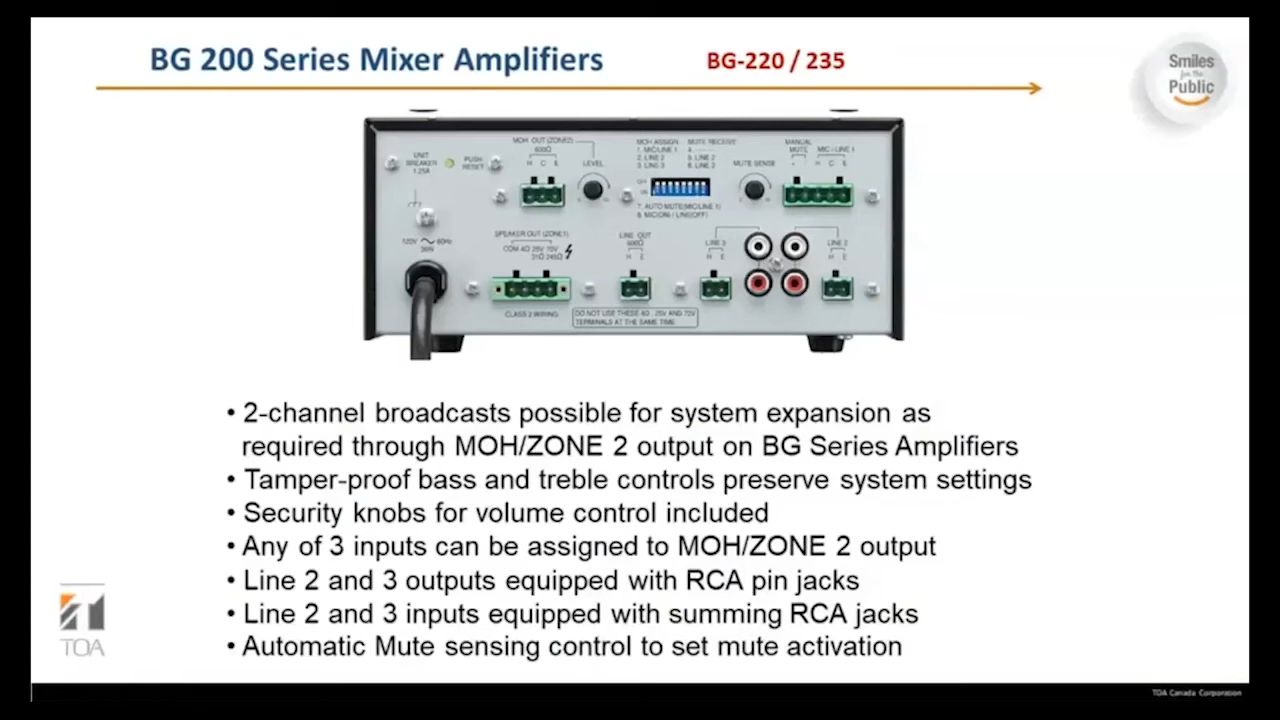 BG 200 Series Mixer Amplifiers
BG-220 / 235
Smiles
for the
Public
MOH OUT (ZONE2)
600Ω
H C E
LEVEL
MOH ASSIGN
1. MIC/LINE 1
2. LINE 2
3. LINE 3
MUTE RECEIVE
5. LINE 2
6. LINE 3
OFF
ON
7. AUTO MUTE(MIC/LINE 1)
MUTE SENSE
MANUAL
MUTE
MIC / LINE 1
H C E
UNIT
BREAKER
1.25A
PUSH
RESET
120V 60Hz
SPEAKER OUT (ZONE1)
COM 4Ω 25V 70V
31Ω 245Ω
LINE OUT
600Ω
H E
LINE 3
H E
LINE 2
H E
CLASS 2 WIRING
DO NOT USE THESE 4Ω, 25V AND 70V
TERMINALS AT THE SAME TIME.
• 2-channel broadcasts possible for system expansion as
required through MOH/ZONE 2 output on BG Series Amplifiers
• Tamper-proof bass and treble controls preserve system settings
• Security knobs for volume control included
• Any of 3 inputs can be assigned to MOH/ZONE 2 output
• Line 2 and 3 outputs equipped with RCA pin jacks
• Line 2 and 3 inputs equipped with summing RCA jacks
• Automatic Mute sensing control to set mute activation
TOA
TOA Canada Corporation